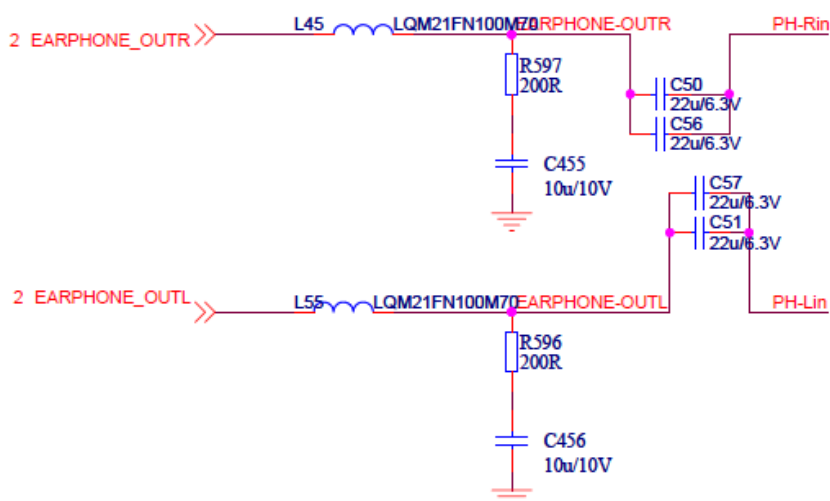 2 EARPHONE_OUTR
L45
LQM21FN100M70
EARPHONE-OUTR
PH-Rin
R597
200R
C50
22u/6.3V
C56
22u/6.3V
C455
10u/10V
C57
22u/6.3V
C51
22u/6.3V
2 EARPHONE_OUTL
L55
LQM21FN100M70
EARPHONE-OUTL
PH-Lin
R596
200R
C456
10u/10V